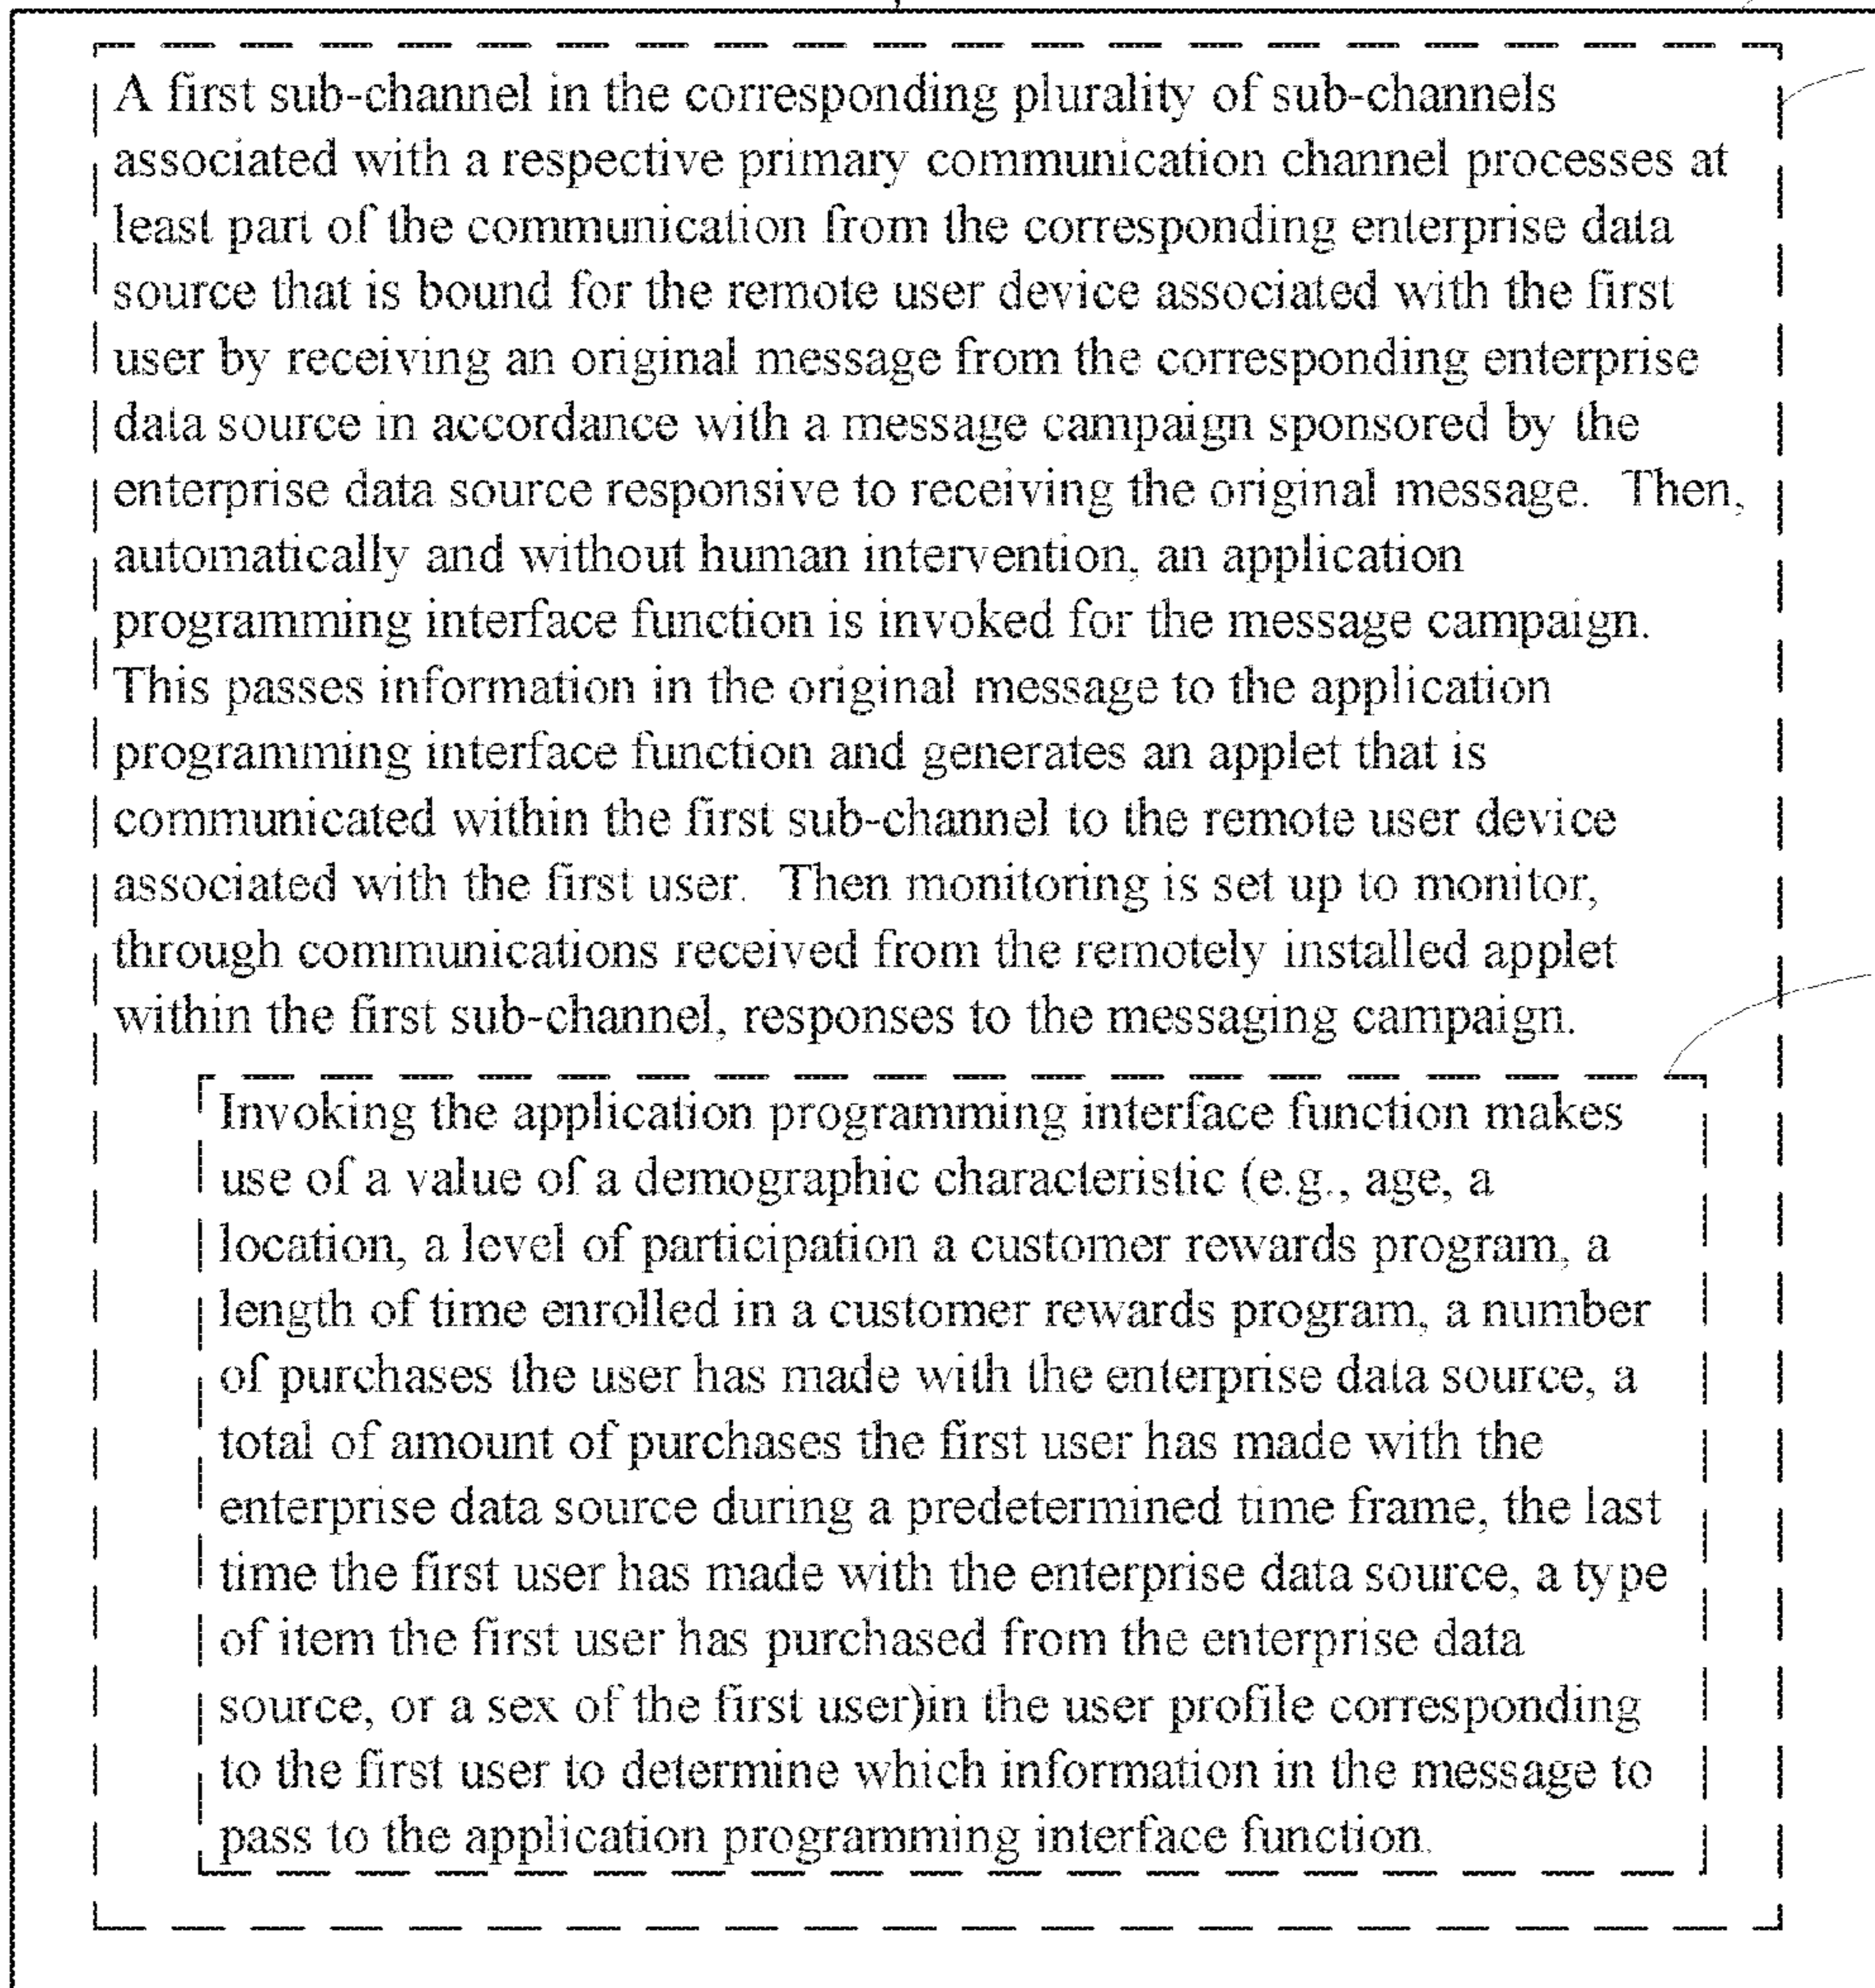 A first sub-channel in the corresponding plurality of sub-channels
associated with a respective primary communication channel processes at
least part of the communication from the corresponding enterprise data
source that is bound for the remote user device associated with the first
user by receiving an original message from the corresponding enterprise
data source in accordance with a message campaign sponsored by the
enterprise data source responsive to receiving the original message.  Then,
automatically and without human intervention, an application
programming interface function is invoked for the message campaign.
This passes information in the original message to the application
programming interface function and generates an applet that is
communicated within the first sub-channel to the remote user device
associated with the first user.  Then monitoring is set up to monitor,
through communications received from the remotely installed applet
within the first sub-channel, responses to the messaging campaign.
Invoking the application programming interface function makes
use of a value of a demographic characteristic (e.g., age, a
location, a level of participation a customer rewards program, a
length of time enrolled in a customer rewards program, a number
of purchases the user has made with the enterprise data source, a
total of amount of purchases the first user has made with the
enterprise data source during a predetermined time frame, the last
time the first user has made with the enterprise data source, a type
of item the first user has purchased from the enterprise data
source, or a sex of the first user)in the user profile corresponding
to the first user to determine which information in the message to
pass to the application programming interface function.